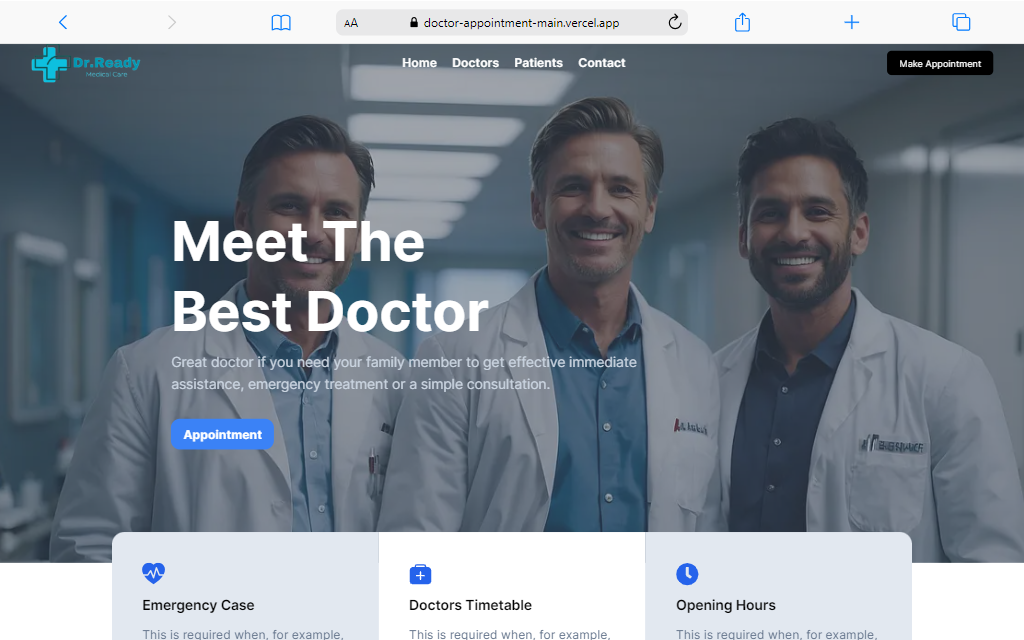 AA doctor-appointment-main.vercel.app
Dr.Ready
Medical Care
Home Doctors Patients Contact
Make Appointment
Meet The
Best Doctor
Great doctor if you need your family member to get effective immediate
assistance, emergency treatment or a simple consultation.
Appointment
Emergency Case
This is required when, for example,
Doctors Timetable
This is required when, for example,
Opening Hours
This is required when, for example,